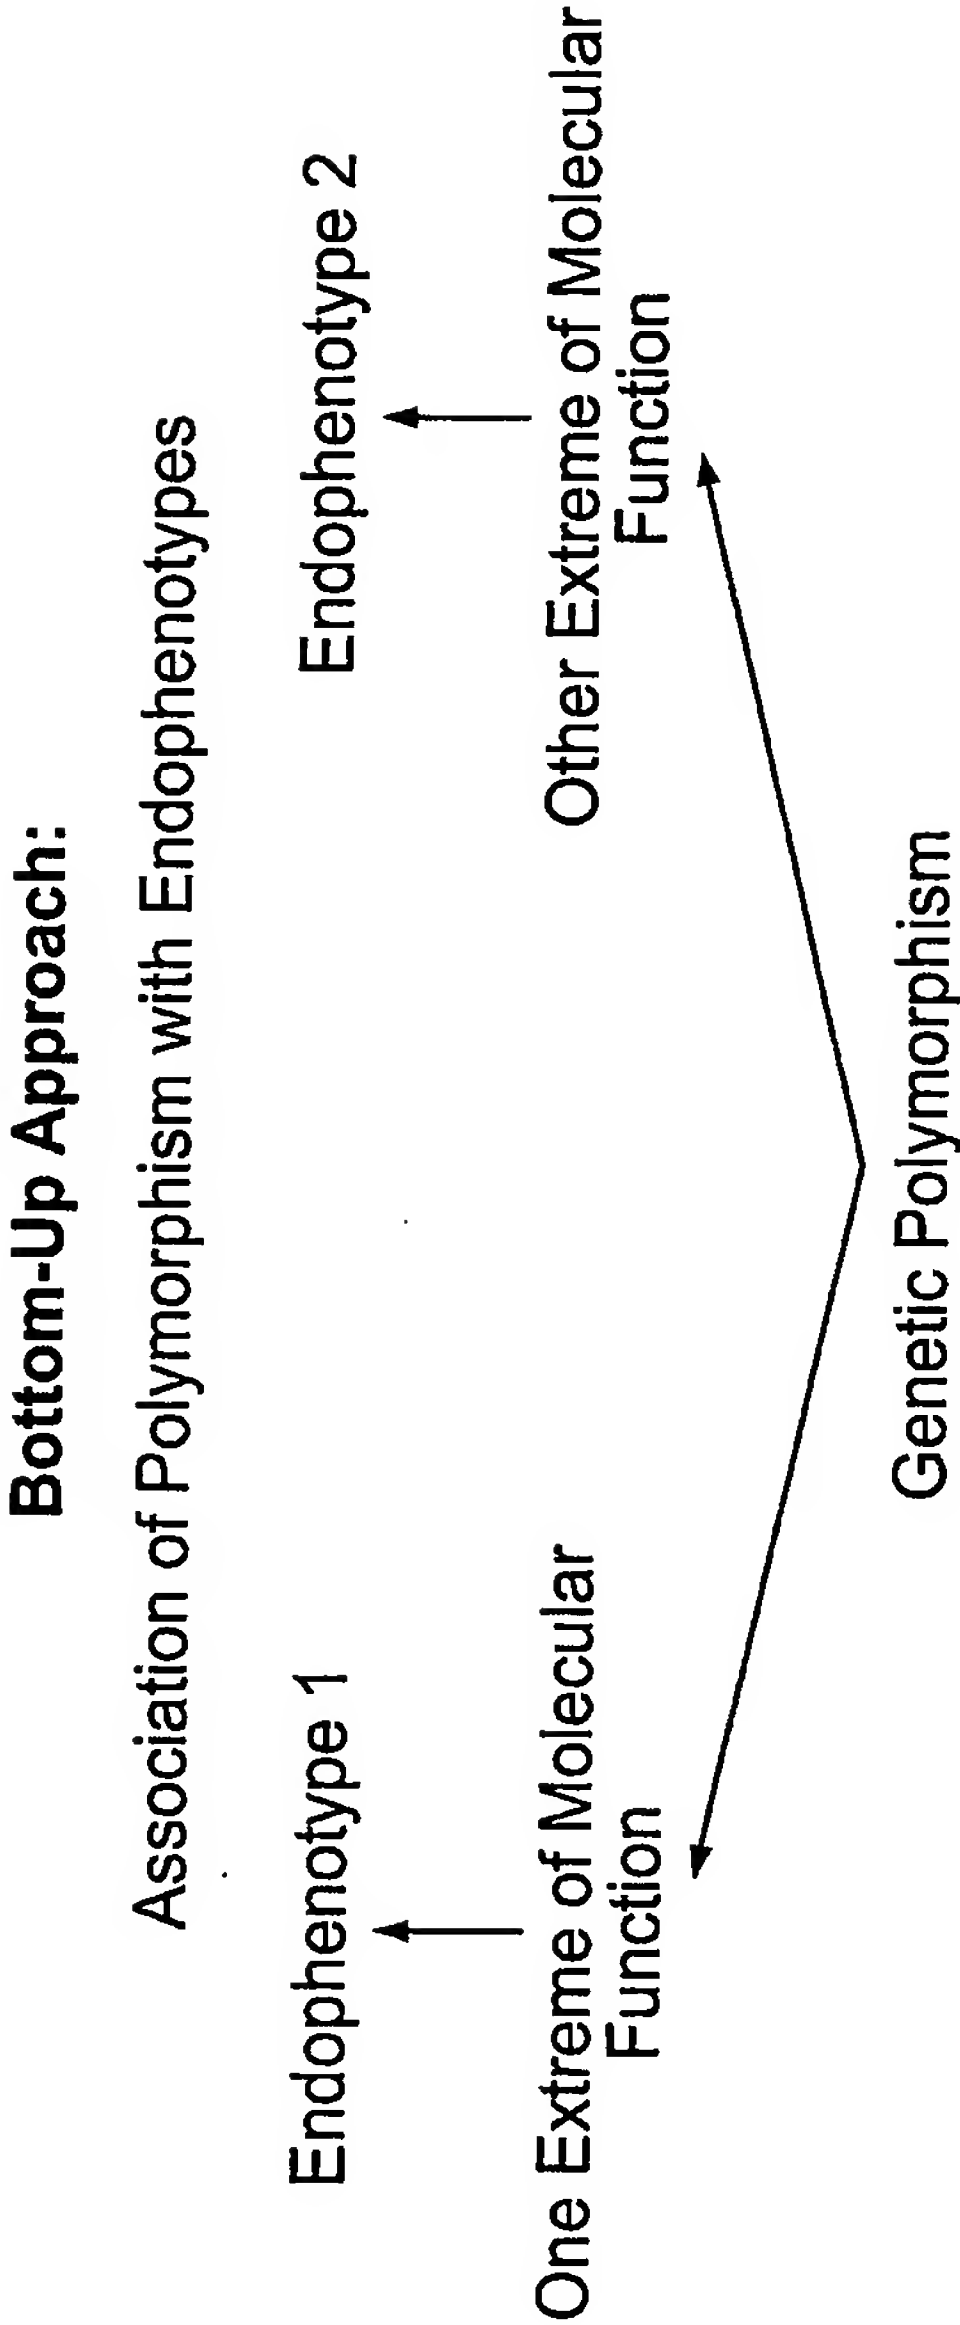 Bottom-Up Approach:
Association of Polymorphism with Endophenotypes
Endophenotype 1
Endophenotype 2
One Extreme of Molecular
Function
Other Extreme of Molecular
Function
Genetic Polymorphism